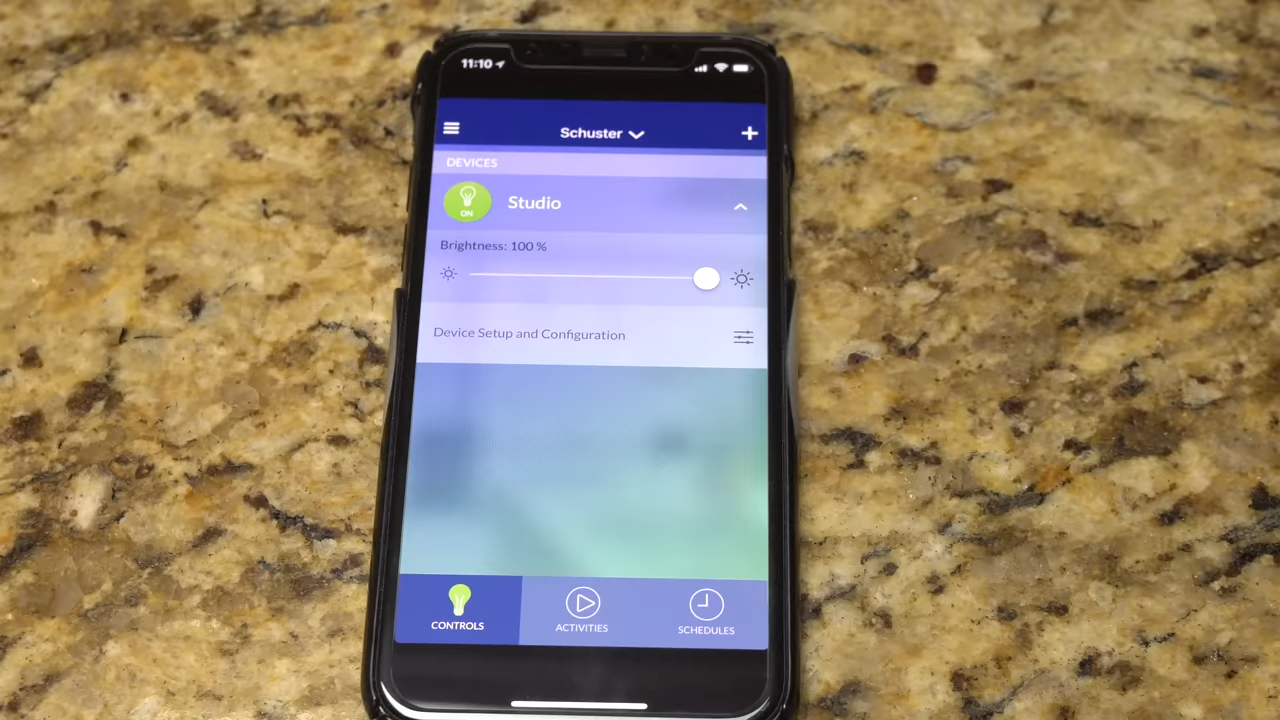 11:10
Schuster
DEVICES
ON
Studio
Brightness: 100 %
Device Setup and Configuration
CONTROLS
ACTIVITIES
SCHEDULES